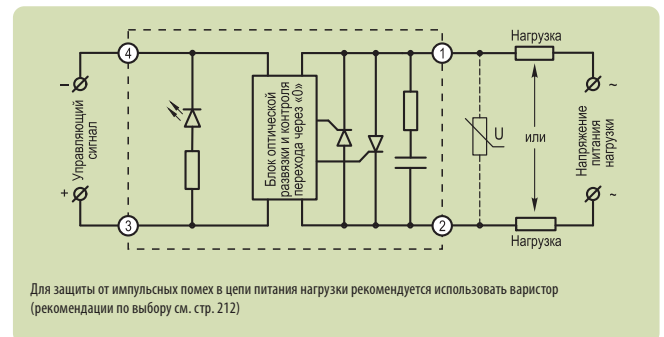 Нагрузка
4
1
–
~
Управляющий
сигнал
Блок оптической
развязки и контроля
перехода через «0»
U
или
Напряжение
питания
нагрузки
+
~
3
2
Нагрузка
Для защиты от импульсных помех в цепи питания нагрузки рекомендуется использовать варистор
(рекомендации по выбору см. стр. 212)